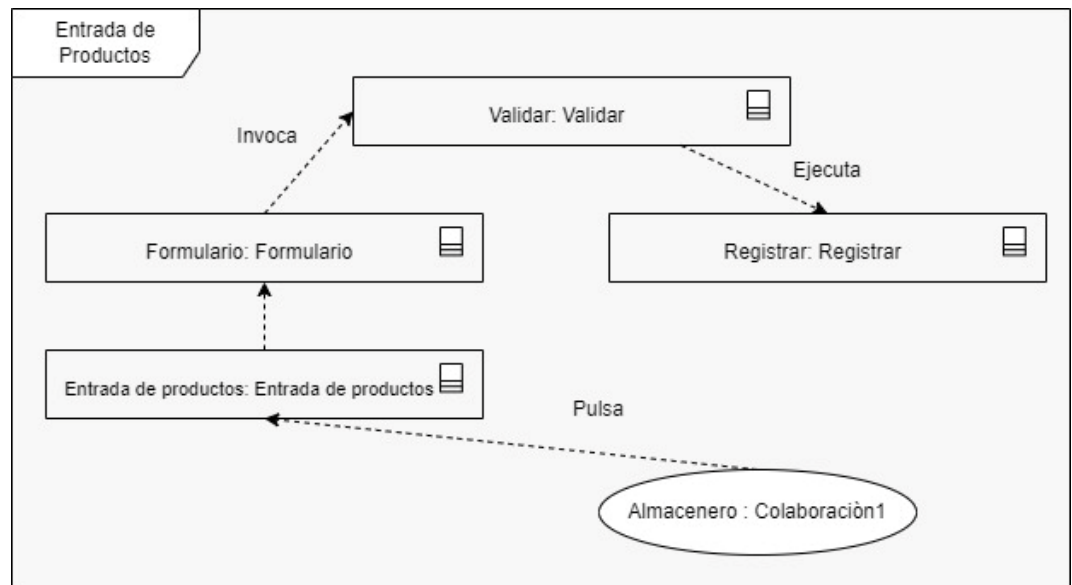 Entrada de
Productos
Validar: Validar
Invoca
Ejecuta
Formulario: Formulario
Registrar: Registrar
Entrada de productos: Entrada de productos
Pulsa
Almacenero : Colaboraciòn1